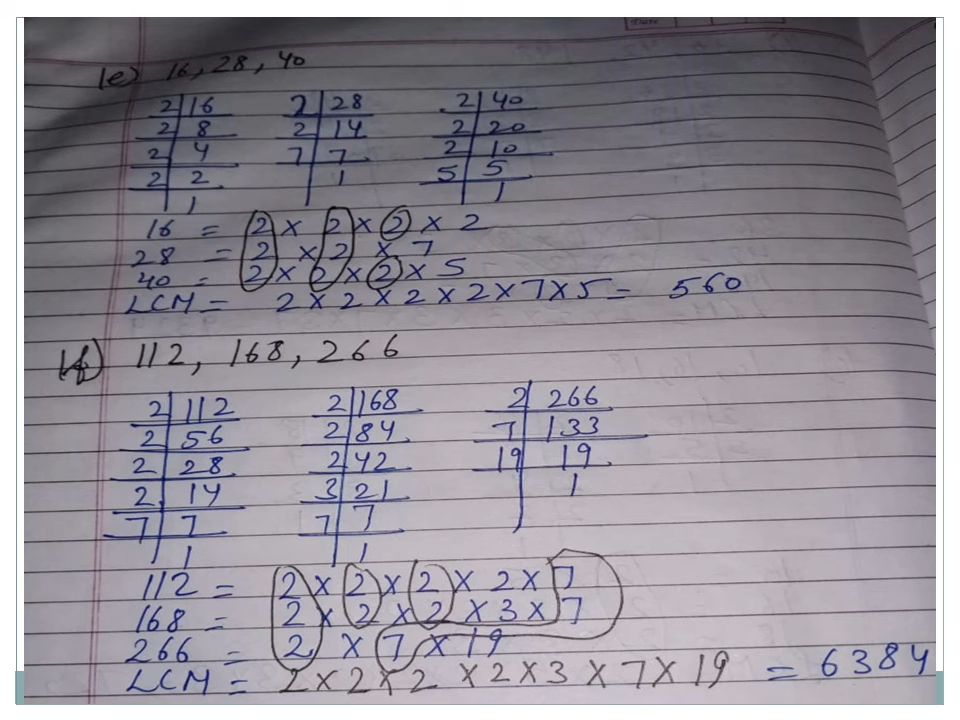 1e) 16, 28, 40
2 | 16   2 | 28   2 | 40
2 | 8   2 | 14   2 | 20
2 | 4   7 | 7   2 | 10
2 | 2   | 1   5 | 5
| 1   | 1
16 = 2 × 2 × 2 × 2
28 = 2 × 2 × 7
40 = 2 × 2 × 2 × 5
LCM = 2 × 2 × 2 × 2 × 7 × 5 = 560
1f) 112, 168, 266
2 | 112   2 | 168   2 | 266
2 | 56   2 | 84   7 | 133
2 | 28   2 | 42   19 | 19
2 | 14   3 | 21   | 1
7 | 7   7 | 7
| 1   | 1
112 = 2 × 2 × 2 × 2 × 7
168 = 2 × 2 × 2 × 3 × 7
266 = 2 × 7 × 19
LCM = 2 × 2 × 2 × 2 × 3 × 7 × 19 = 6384